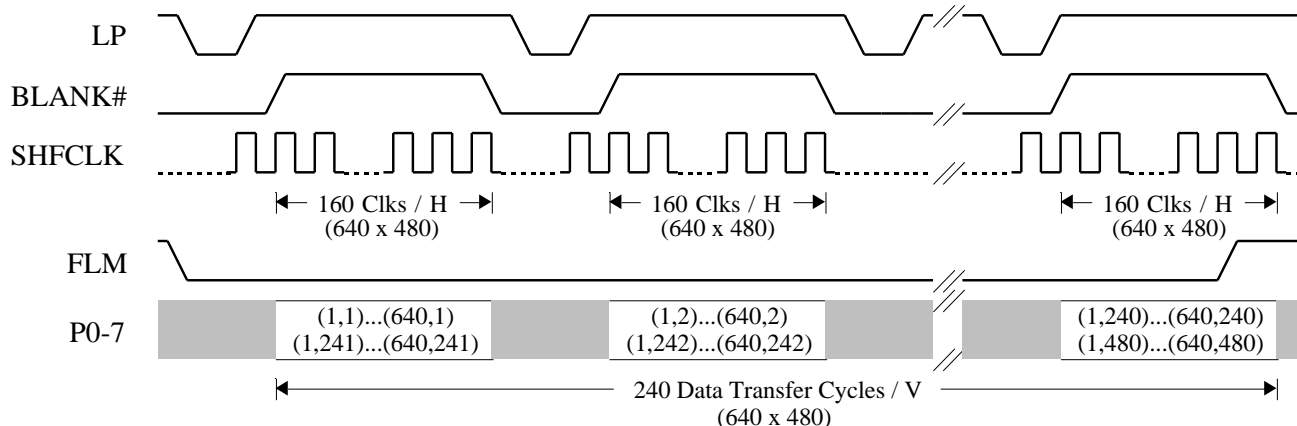 LP
BLANK#
SHFCLK
160 Clks / H
(640 x 480)
160 Clks / H
(640 x 480)
160 Clks / H
(640 x 480)
FLM
P0-7
(1,1)...(640,1)
(1,241)...(640,241)
(1,2)...(640,2)
(1,242)...(640,242)
(1,240)...(640,240)
(1,480)...(640,480)
240 Data Transfer Cycles / V
(640 x 480)